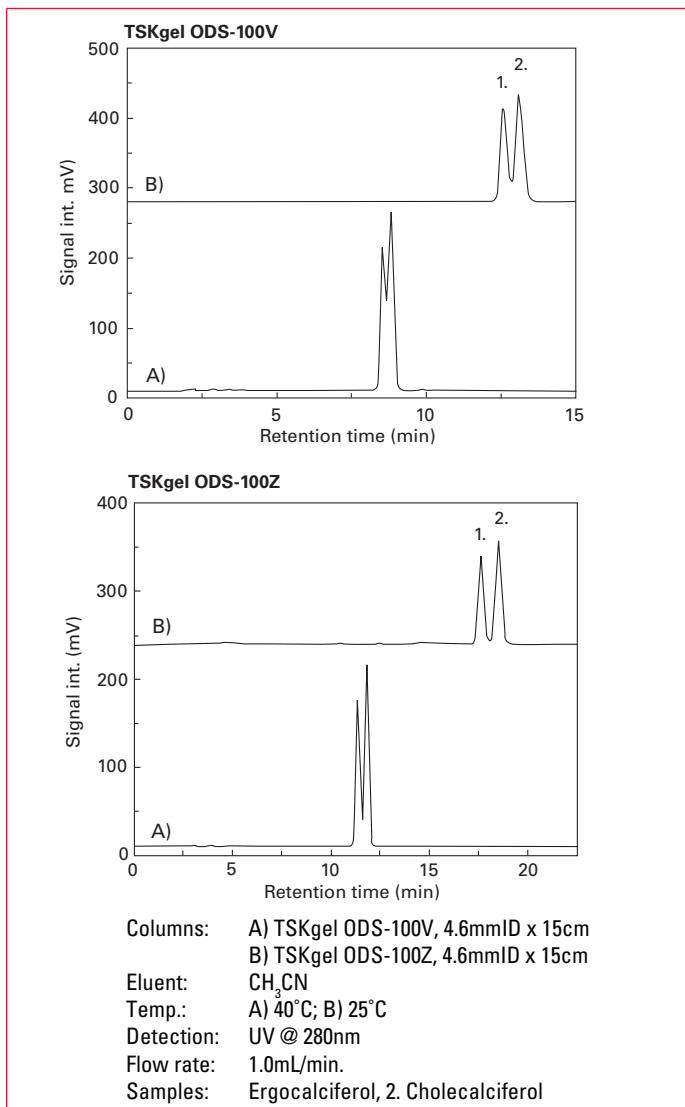 TSKgel ODS-100V
500
400
300
200
100
0
Signal int. mV)
1.
2.
B)
A)
0
5
10
15
Retention time (min)
TSKgel ODS-100Z
400
300
200
100
0
Signal int. (mV)
1.
2.
B)
A)
0
5
10
15
20
Retention time (min)
Columns: A) TSKgel ODS-100V, 4.6mmID x 15cm
B) TSKgel ODS-100Z, 4.6mmID x 15cm
Eluent: CH3CN
Temp.: A) 40˚C; B) 25˚C
Detection: UV @ 280nm
Flow rate: 1.0mL/min.
Samples: Ergocalciferol, 2. Cholecalciferol